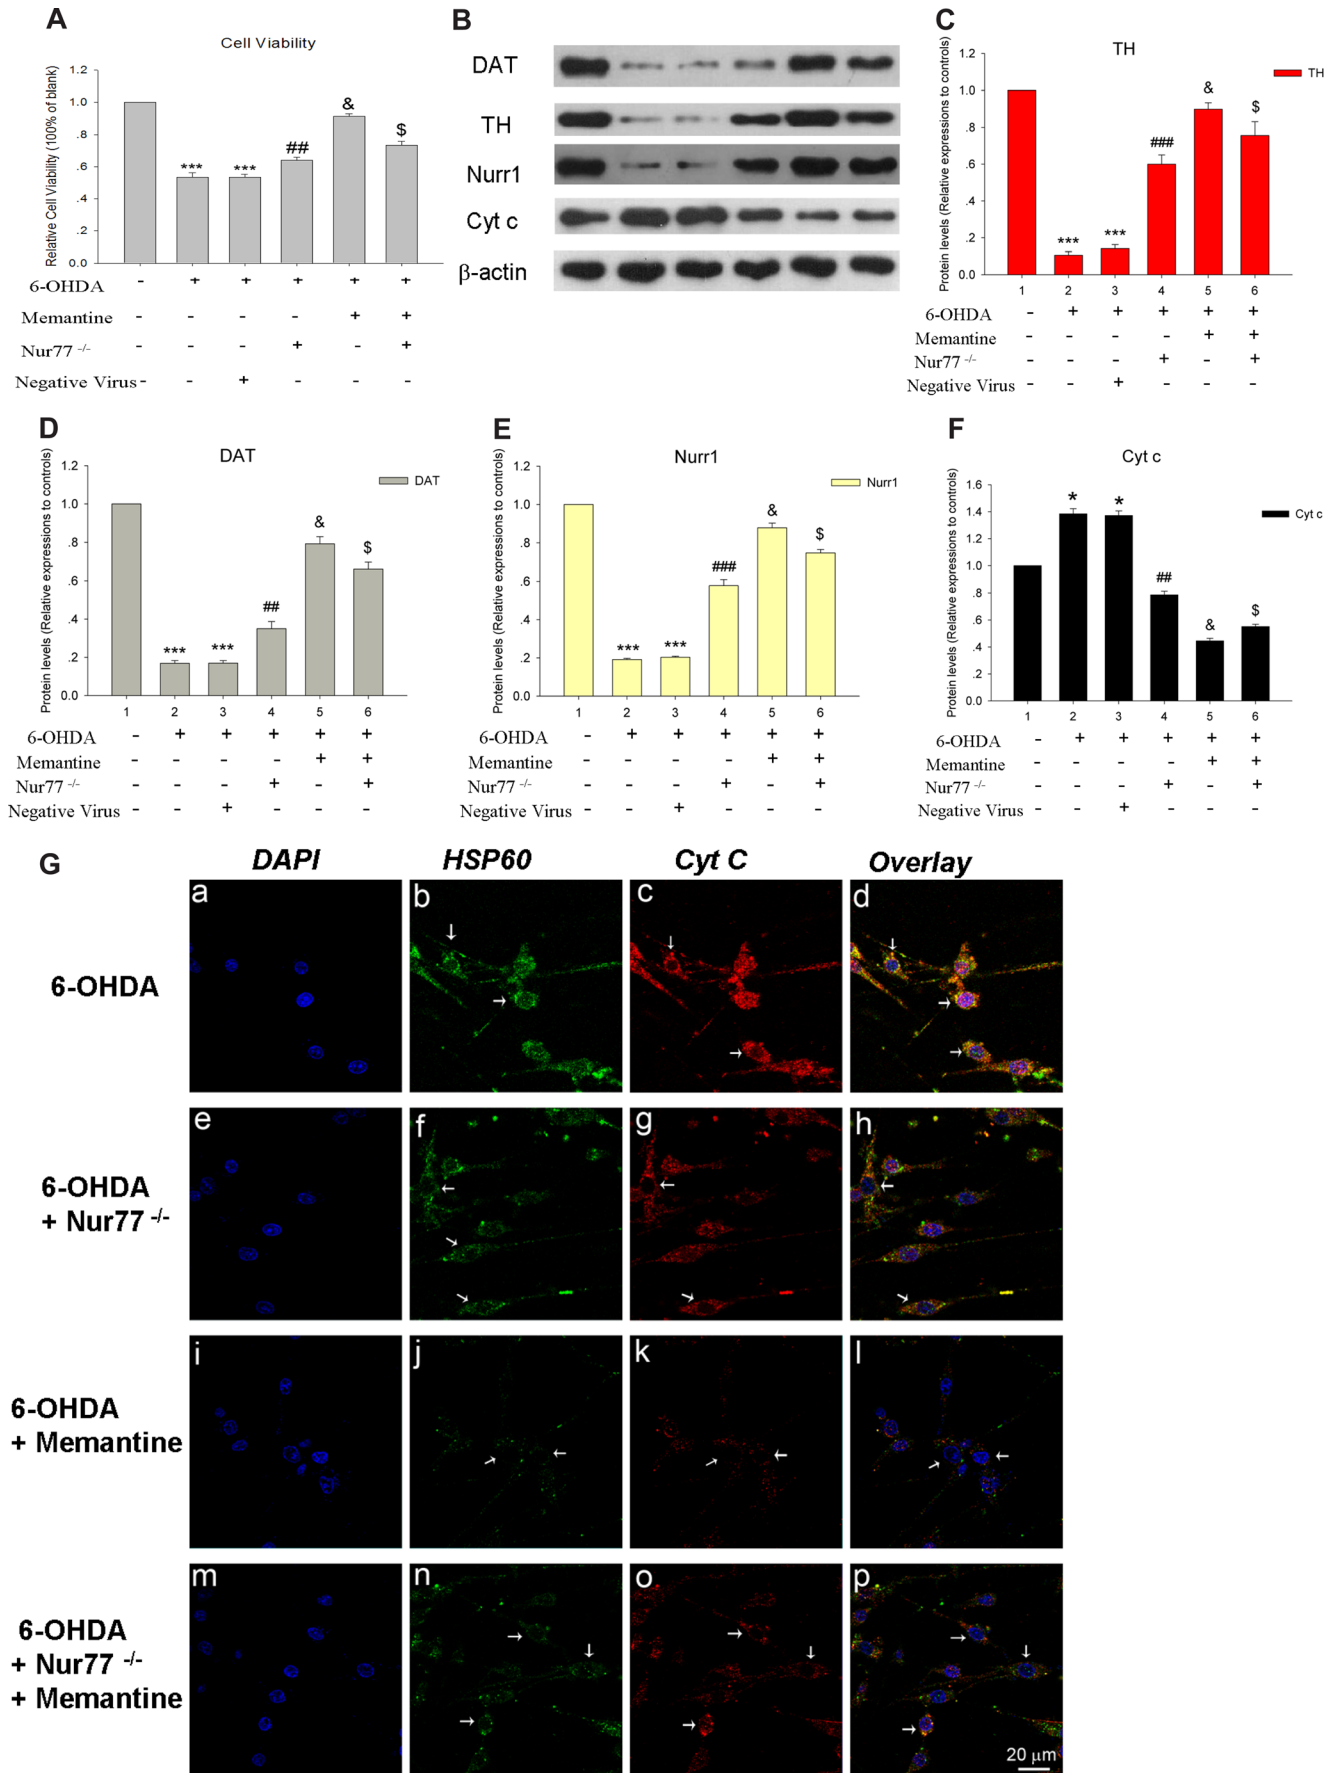 A
Cell Viability
Relative Cell Viability (100% of blank)
1.2
1.0
.8
.6
.4
.2
0.0
*** *** ## & $
6-OHDA - + + + + +
Memantine - - - - + +
Nur77 -/- - - - + - +
Negative Virus - - + - - -
B
DAT
TH
Nurr1
Cyt c
β-actin
C
TH
TH
Protein levels (Relative expressions to controls)
1.2
1.0
.8
.6
.4
.2
0.0
*** *** ### & $
1 2 3 4 5 6
6-OHDA - + + + + +
Memantine - - - - + +
Nur77 -/- - - - + - +
Negative Virus - - + - - -
D
DAT
DAT
Protein levels (Relative expressions to controls)
1.2
1.0
.8
.6
.4
.2
0.0
*** *** ## & $
1 2 3 4 5 6
6-OHDA - + + + + +
Memantine - - - - + +
Nur77 -/- - - - + - +
Negative Virus - - + - - -
E
Nurr1
Nurr1
Protein levels (Relative expressions to controls)
1.2
1.0
.8
.6
.4
.2
0.0
*** *** ### & $
1 2 3 4 5 6
6-OHDA - + + + + +
Memantine - - - - + +
Nur77 -/- - - - + - +
Negative Virus - - + - - -
F
Cyt c
Cyt c
Protein levels (Relative expressions to controls)
1.6
1.4
1.2
1.0
.8
.6
.4
.2
0.0
* * ## & $
1 2 3 4 5 6
6-OHDA - + + + + +
Memantine - - - - + +
Nur77 -/- - - - + - +
Negative Virus - - + - - -
G
DAPI HSP60 Cyt C Overlay
6-OHDA
a b c d
6-OHDA
+ Nur77 -/-
e f g h
6-OHDA
+ Memantine
i j k l
6-OHDA
+ Nur77 -/-
+ Memantine
m n o p
20 μm